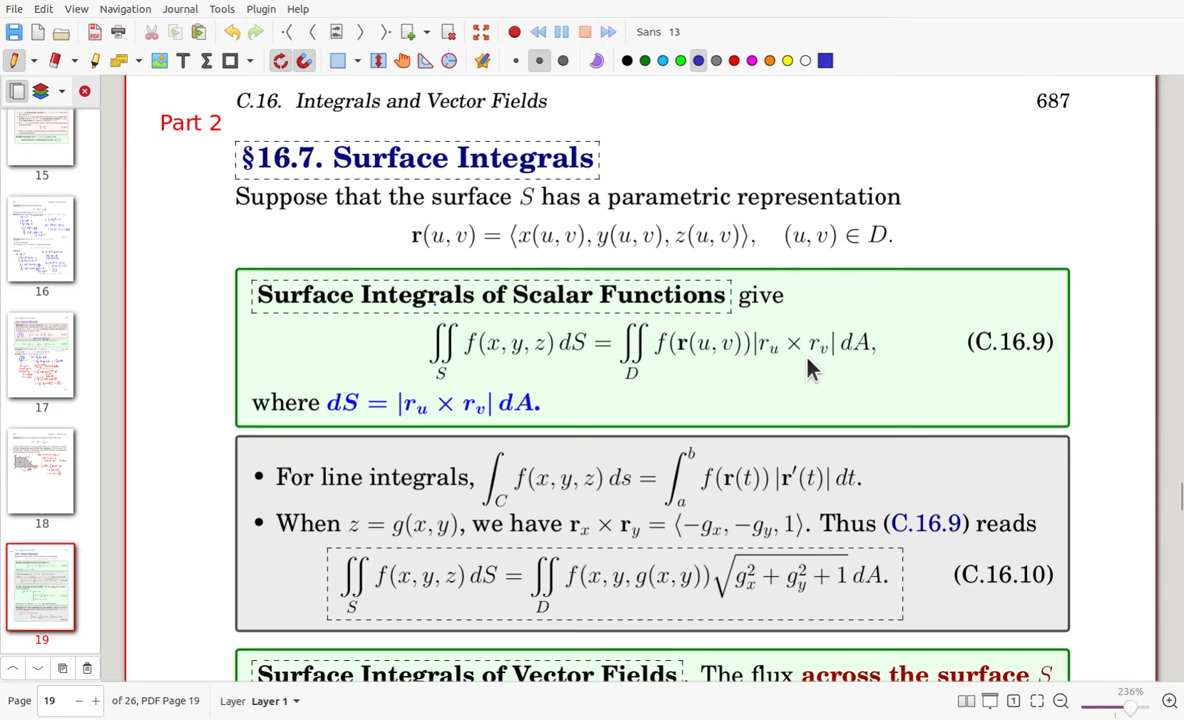 File Edit View Navigation Journal Tools Plugin Help
Sans 13
C.16. Integrals and Vector Fields 687
Part 2
§16.7. Surface Integrals
Suppose that the surface S has a parametric representation
r(u, v) = ⟨x(u, v), y(u, v), z(u, v)⟩, (u, v) ∈ D.
Surface Integrals of Scalar Functions give
∬_S f(x, y, z) dS = ∬_D f(r(u, v))|r_u × r_v| dA, (C.16.9)
where dS = |r_u × r_v| dA.
• For line integrals, ∫_C f(x, y, z) ds = ∫_a^b f(r(t)) |r′(t)| dt.
• When z = g(x, y), we have r_x × r_y = ⟨−g_x, −g_y, 1⟩. Thus (C.16.9) reads
∬_S f(x, y, z) dS = ∬_D f(x, y, g(x, y))√(g_x^2 + g_y^2 + 1) dA. (C.16.10)
Surface Integrals of Vector Fields. The flux across the surface S
15
16
17
18
19
Page 19 − + of 26, PDF Page 19 Layer Layer 1 236%